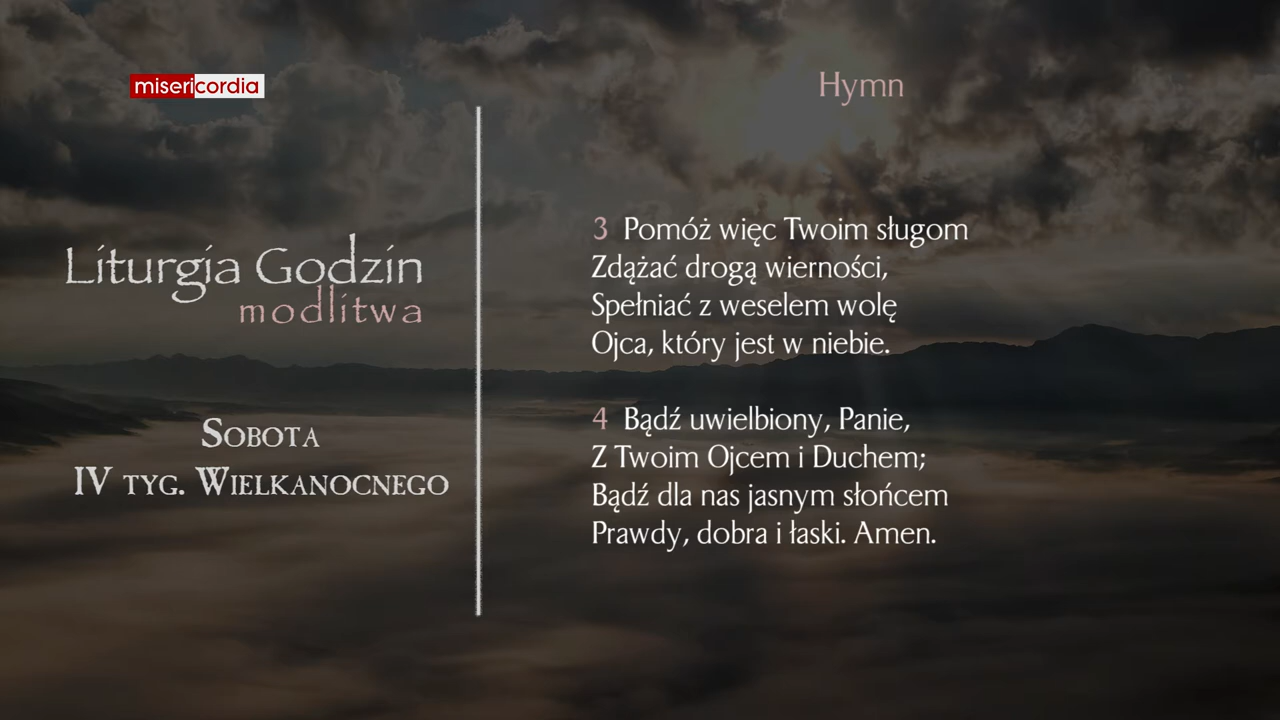 misericordia
Liturgia Godzin
modlitwa
Sobota
IV tyg. Wielkanocnego
Hymn
3 Pomóż więc Twoim sługom
Zdążać drogą wierności,
Spełniać z weselem wolę
Ojca, który jest w niebie.
4 Bądź uwielbiony, Panie,
Z Twoim Ojcem i Duchem;
Bądź dla nas jasnym słońcem
Prawdy, dobra i łaski. Amen.